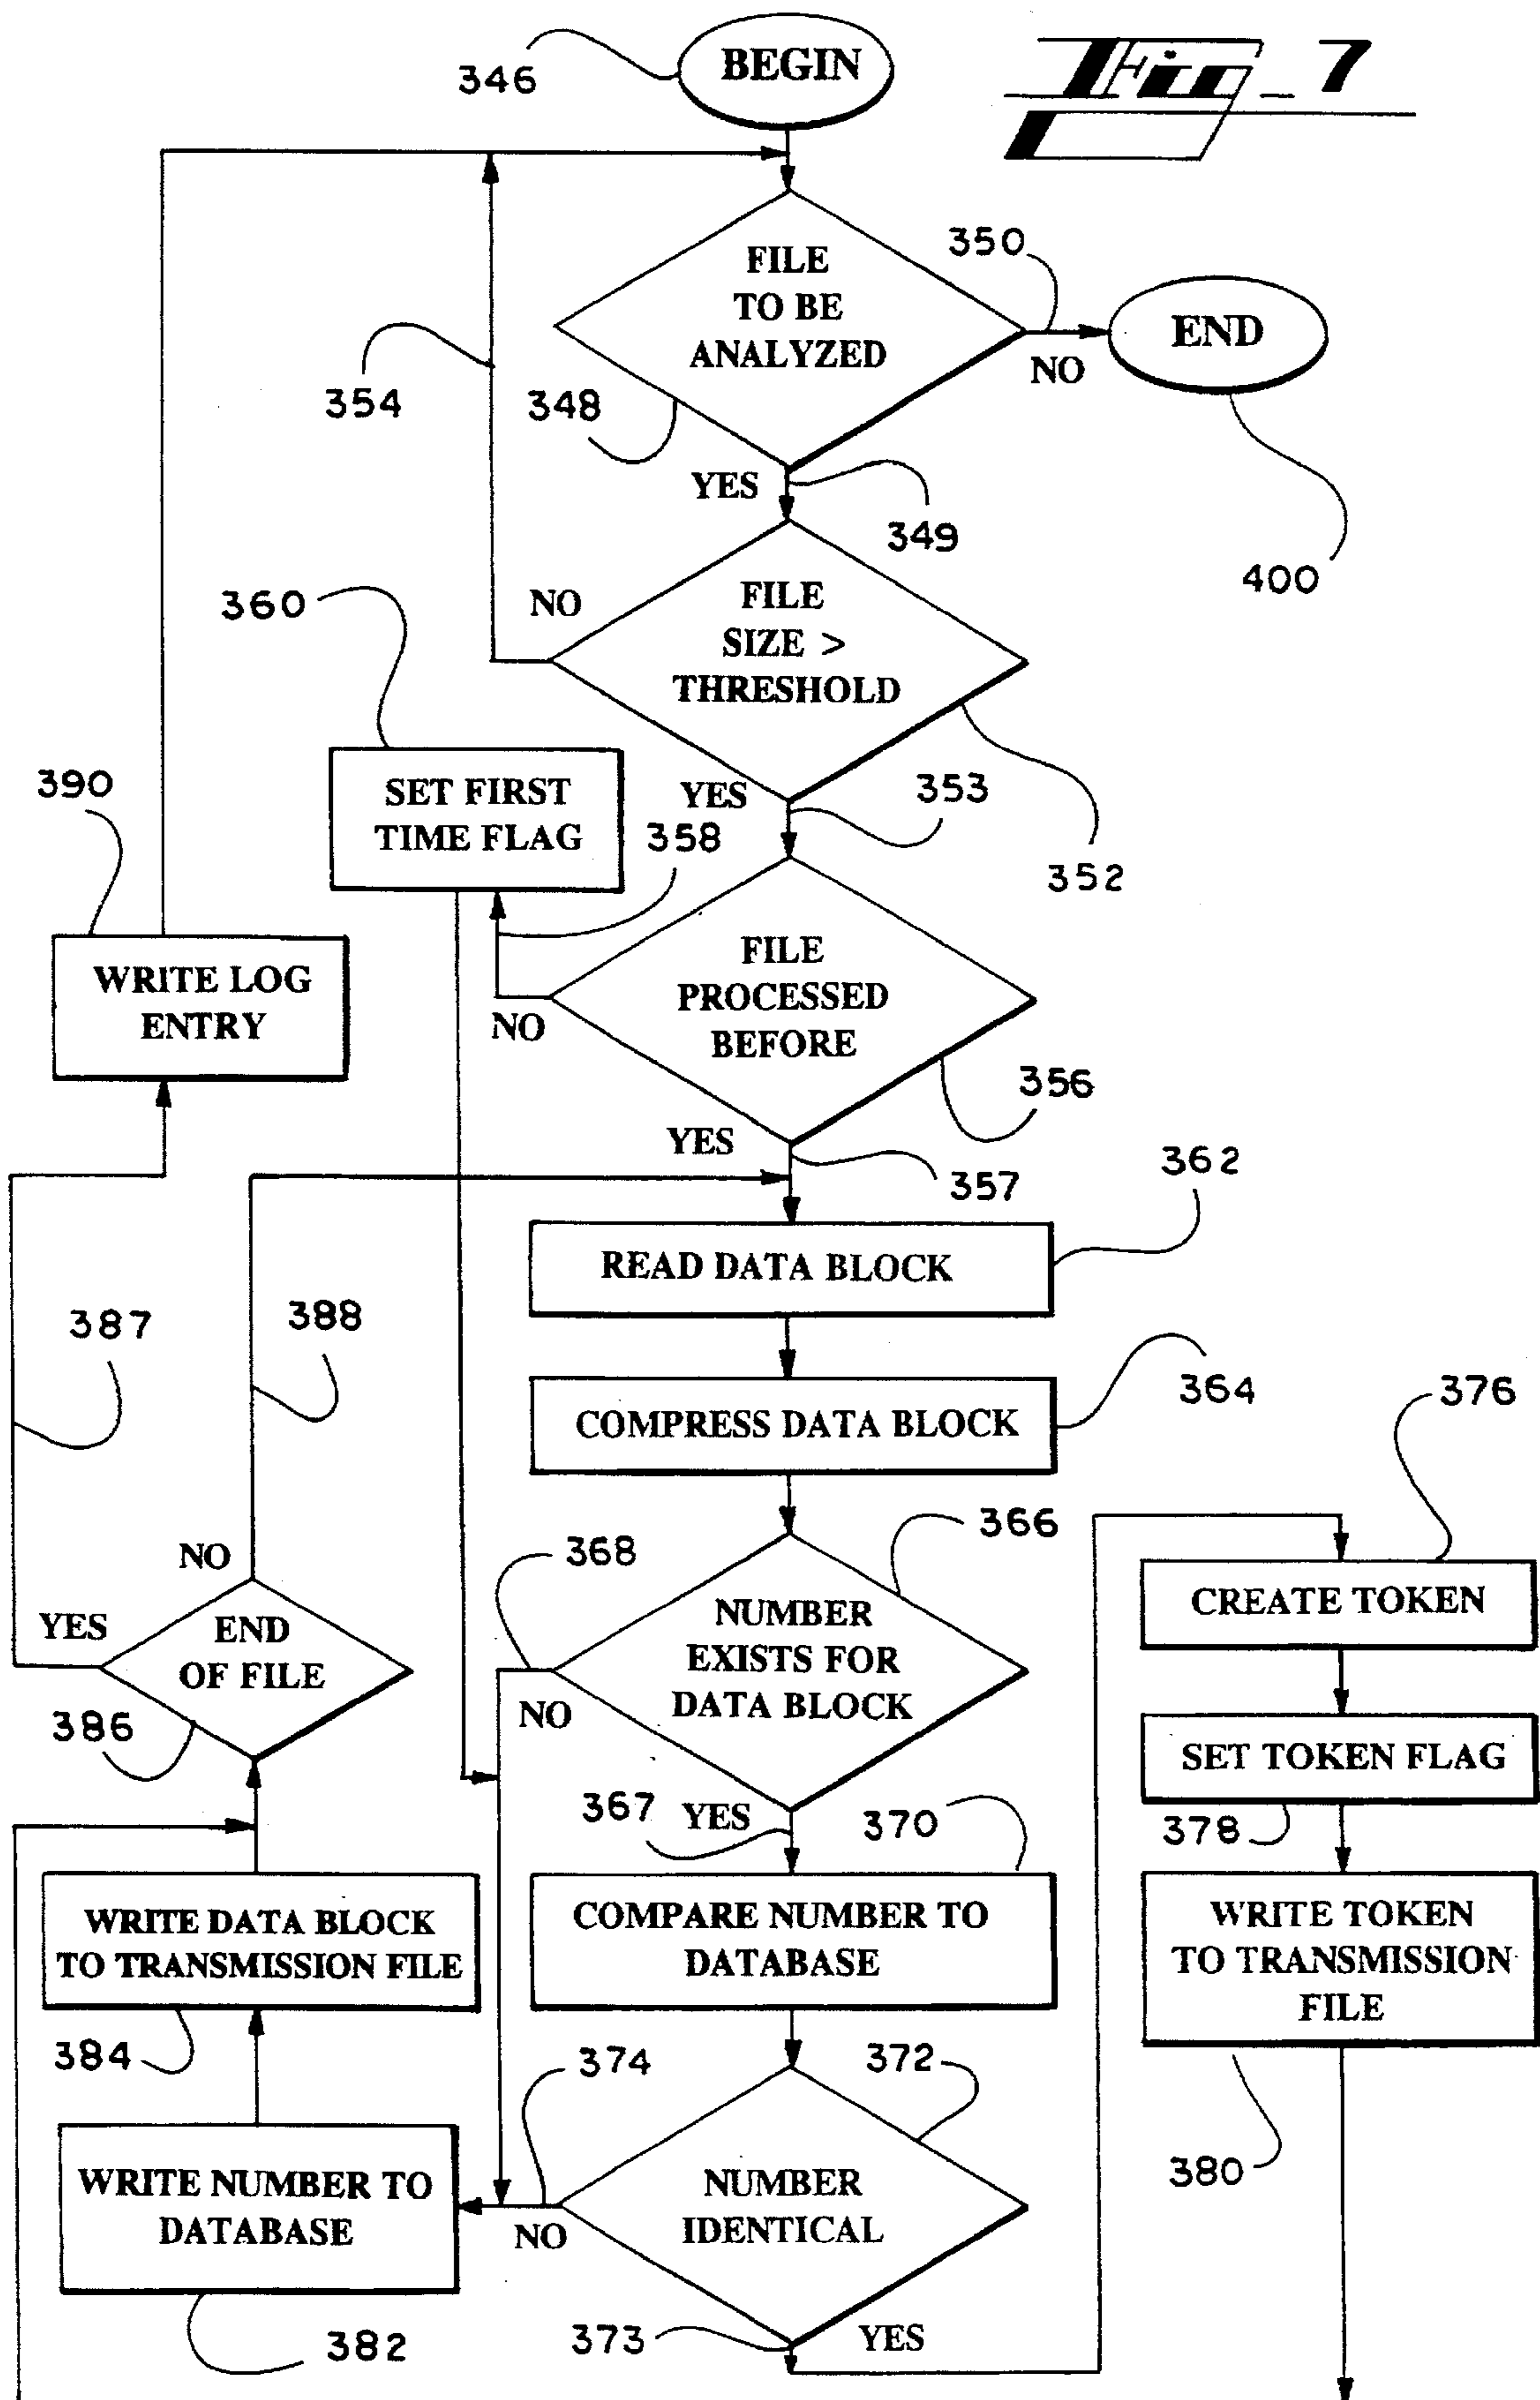 346
BEGIN
Fig_7
FILE
TO BE
ANALYZED
350
NO
END
354
348
YES
349
400
360
NO
FILE
SIZE >
THRESHOLD
390
SET FIRST
TIME FLAG
YES
353
358
352
WRITE LOG
ENTRY
NO
FILE
PROCESSED
BEFORE
356
YES
357
362
READ DATA BLOCK
387
388
364
COMPRESS DATA BLOCK
376
366
368
NO
CREATE TOKEN
YES
END
OF FILE
NUMBER
EXISTS FOR
DATA BLOCK
NO
386
SET TOKEN FLAG
367
YES
370
378
WRITE DATA BLOCK
TO TRANSMISSION FILE
COMPARE NUMBER TO
DATABASE
WRITE TOKEN
TO TRANSMISSION
FILE
384
374
372
380
WRITE NUMBER TO
DATABASE
NO
NUMBER
IDENTICAL
382
373
YES